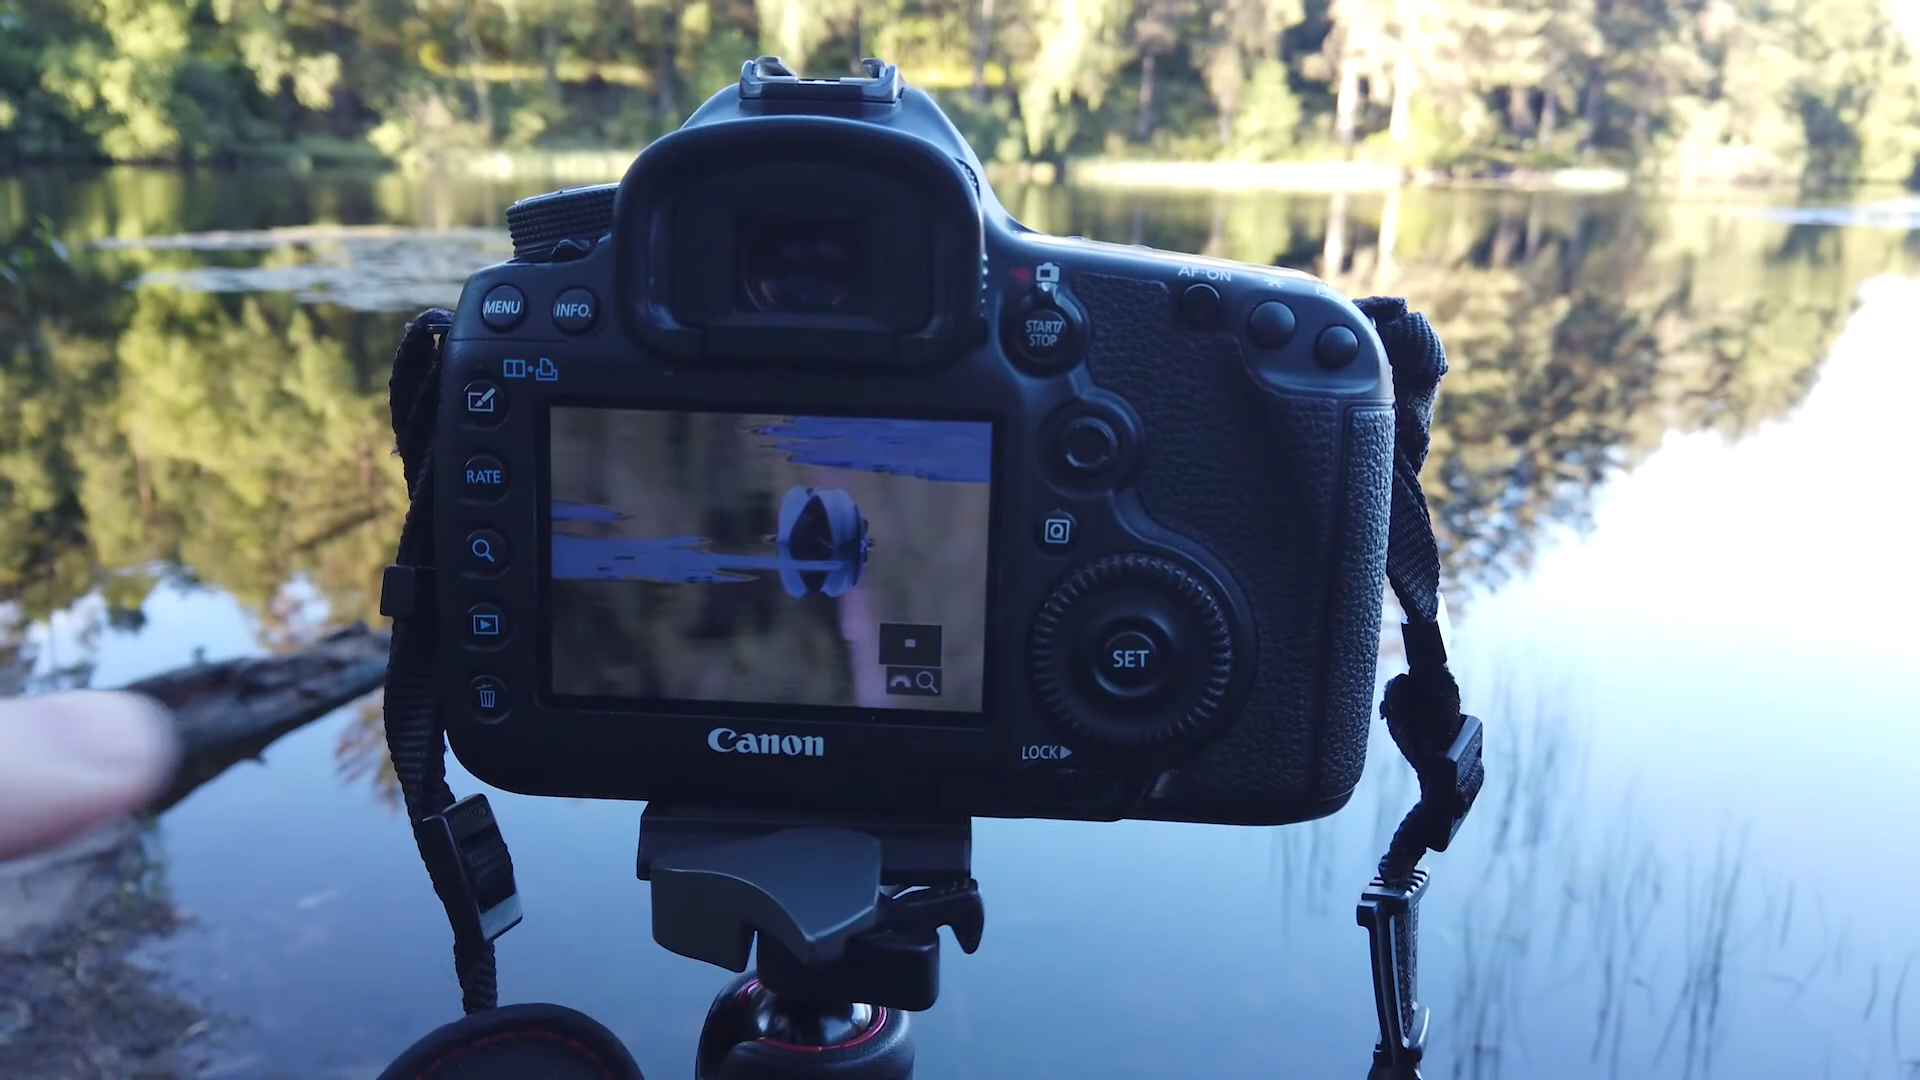 AF-ON
MENU
INFO.
START/
STOP
RATE
Q
SET
Canon
LOCK▶